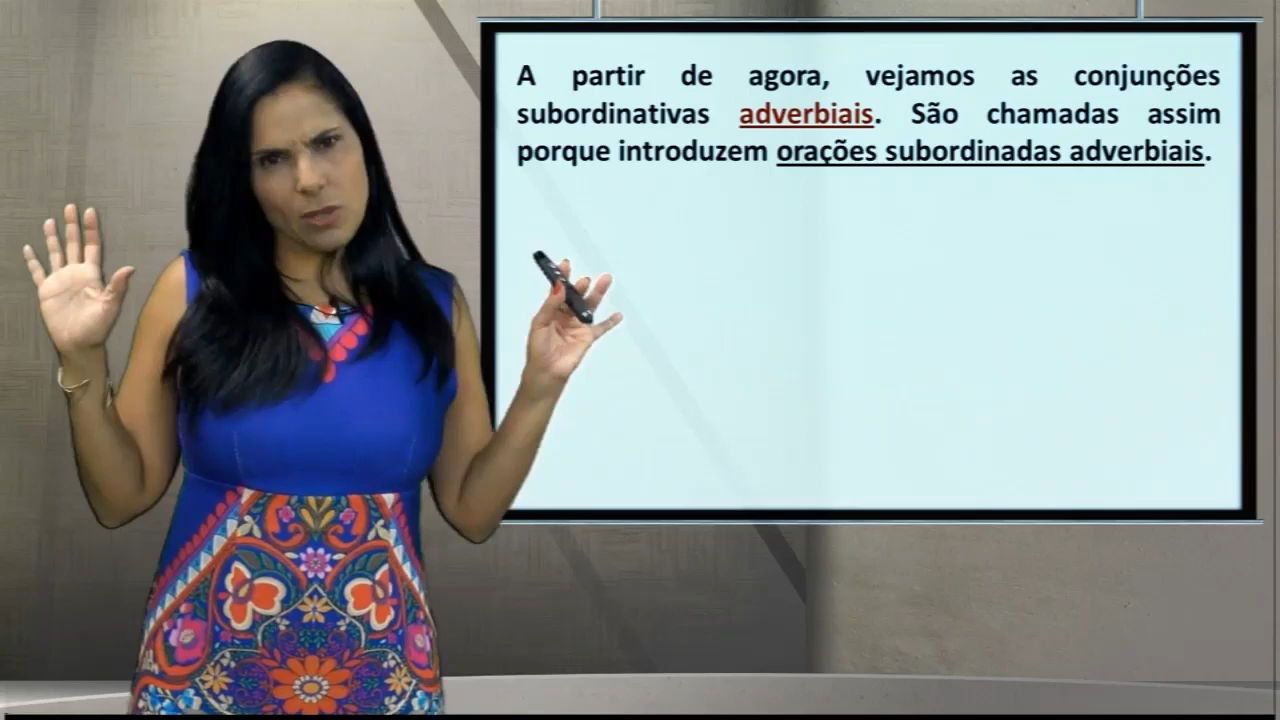 A partir de agora, vejamos as conjunções
subordinativas adverbiais. São chamadas assim
porque introduzem orações subordinadas adverbiais.